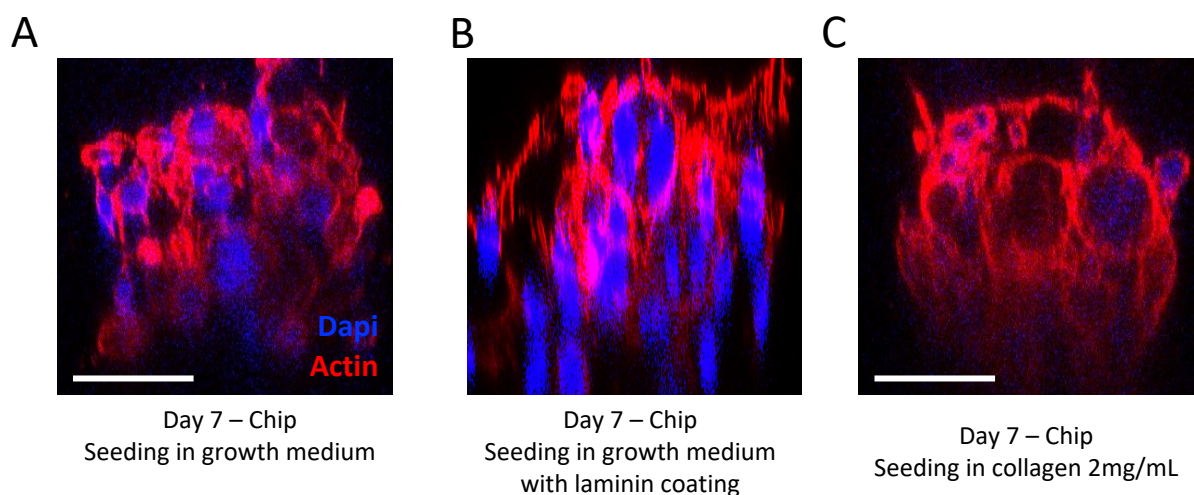 A
B
C
Dapi
Actin
Day 7 – Chip
Seeding in growth medium
Day 7 – Chip
Seeding in growth medium
with laminin coating
Day 7 – Chip
Seeding in collagen 2mg/mL